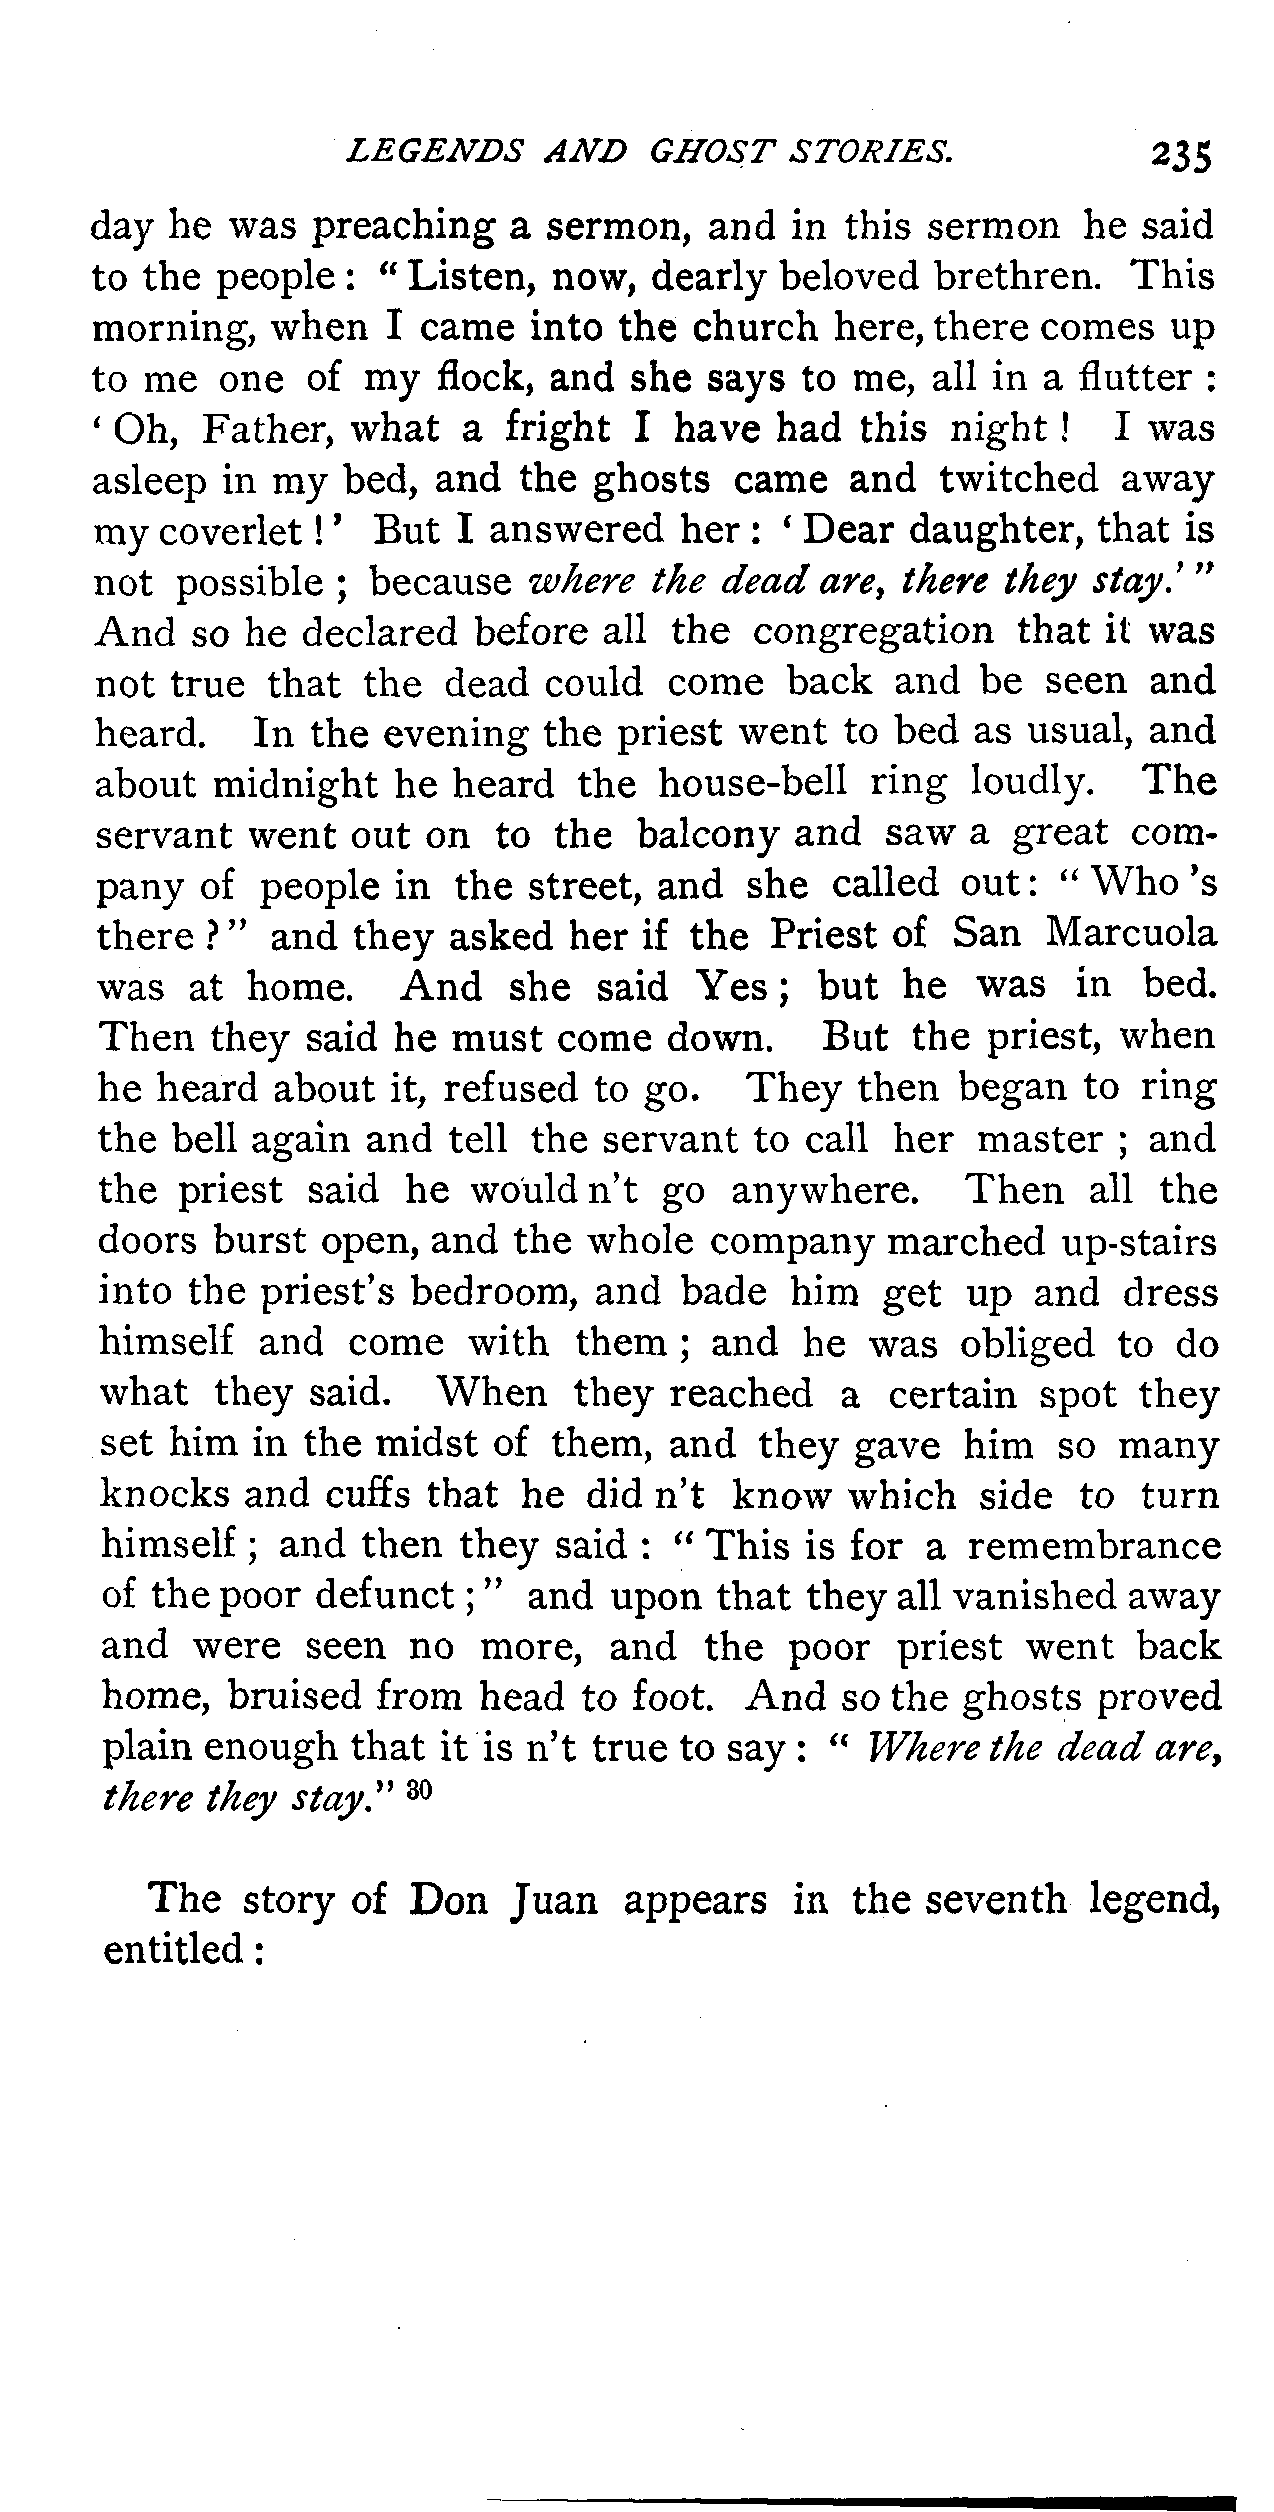 LEGENDS AND GHOST STORIES. 235
day he was preaching a sermon, and in this sermon he said
to the people : “ Listen, now, dearly beloved brethren. This
morning, when I came into the church here, there comes up
to me one of my flock, and she says to me, all in a flutter :
‘ Oh, Father, what a fright I have had this night ! I was
asleep in my bed, and the ghosts came and twitched away
my coverlet ! ’ But I answered her : ‘ Dear daughter, that is
not possible ; because where the dead are, there they stay.’ ”
And so he declared before all the congregation that it was
not true that the dead could come back and be seen and
heard. In the evening the priest went to bed as usual, and
about midnight he heard the house-bell ring loudly. The
servant went out on to the balcony and saw a great com-
pany of people in the street, and she called out : “ Who 's
there ? ” and they asked her if the Priest of San Marcuola
was at home. And she said Yes ; but he was in bed.
Then they said he must come down. But the priest, when
he heard about it, refused to go. They then began to ring
the bell again and tell the servant to call her master ; and
the priest said he would n't go anywhere. Then all the
doors burst open, and the whole company marched up-stairs
into the priest's bedroom, and bade him get up and dress
himself and come with them ; and he was obliged to do
what they said. When they reached a certain spot they
set him in the midst of them, and they gave him so many
knocks and cuffs that he did n't know which side to turn
himself ; and then they said : “ This is for a remembrance
of the poor defunct ; ” and upon that they all vanished away
and were seen no more, and the poor priest went back
home, bruised from head to foot. And so the ghosts proved
plain enough that it is n't true to say : “ Where the dead are,
there they stay.” 30
The story of Don Juan appears in the seventh legend,
entitled :